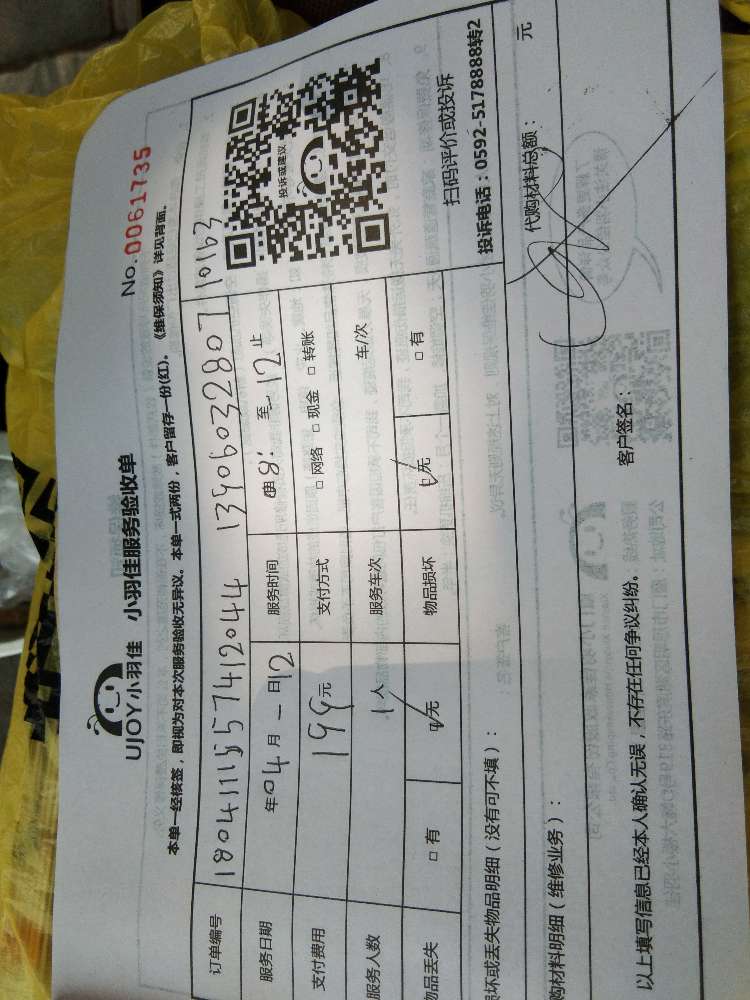 UJOY小羽佳 小羽佳服务验收单
No.0061735
本单一经核签，即视为对本次服务验收无异议。本单一式两份，客户留存一份(红)。《维保须知》详见背面。
订单编号 1804111557412044 13906032807 10163
服务日期 年04月一日12 服务时间 8: 至 12 止
支付费用 199元 支付方式 □网络 □现金 □转账
服务人数 1人 服务车次 车/次
物品丢失 □有 无 物品损坏 无 □有
投诉或建议
扫码评价或投诉
投诉电话：0592-5178888转2
坏或丢失物品明细（没有可不填）：
购材料明细（维修业务）： 代购材料总额： 元
以上填写信息已经本人确认无误，不存在任何争议纠纷。 客户签名：